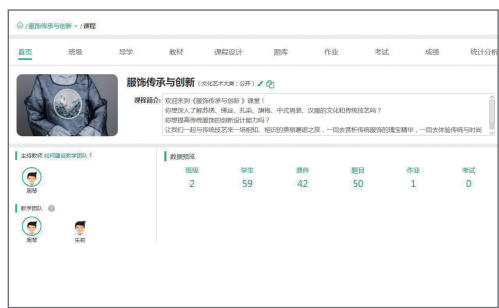 /服饰传承与创新 / 课程
首页 班级 导学 教材 课程设计 题库 作业 考试 成绩 统计分析
服饰传承与创新 (文化艺术大类；公开)
课程简介: 欢迎来到《服饰传承与创新》课堂！
你想深入了解苏绣、缂丝、扎染、旗袍、中式男装、汉服的文化和传统技艺吗？
你想提高传统服饰的创新设计能力吗？
让我们一起与传统技艺来一场相知、相识的美丽邂逅之旅，一同去赏析传统服饰的瑰宝精华，一同去体验传统与时尚
主持教师 如何建设教学团队？
周琴
教学团队
周琴 朱莉
数据预览
班级 学生 课件 题目 作业 考试
2 59 42 50 1 0